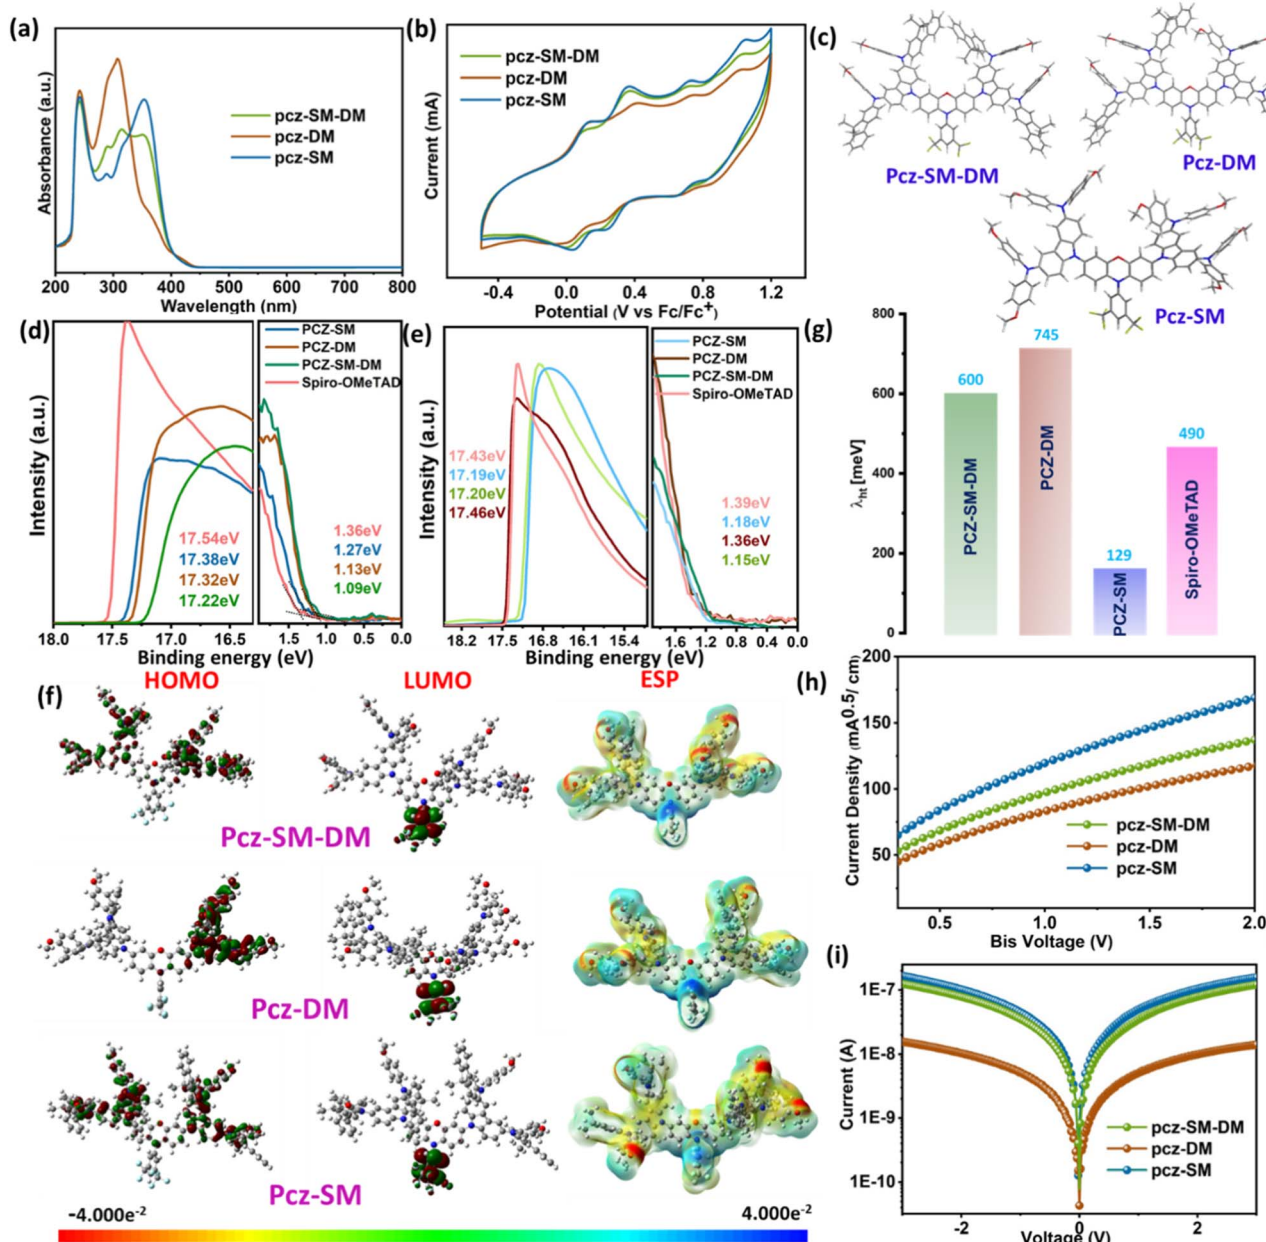 (a)
Absorbance (a.u.)
pcz-SM-DM
pcz-DM
pcz-SM
200 300 400 500 600 700 800
Wavelength (nm)
(b)
Current (mA)
pcz-SM-DM
pcz-DM
pcz-SM
-0.4 0.0 0.4 0.8 1.2
Potential (V vs Fc/Fc+)
(c)
Pcz-SM-DM
Pcz-DM
Pcz-SM
(d)
Intensity (a.u.)
PCZ-SM
PCZ-DM
PCZ-SM-DM
Spiro-OMeTAD
17.54eV
17.38eV
17.32eV
17.22eV
1.36eV
1.27eV
1.13eV
1.09eV
18.0 17.4 17.0 16.3 1.5 1.0 0.5 0.0
Binding energy (eV)
(e)
Intensity (a.u.)
PCZ-SM
PCZ-DM
PCZ-SM-DM
Spiro-OMeTAD
17.43eV
17.19eV
17.20eV
17.46eV
1.39eV
1.18eV
1.36eV
1.15eV
18.2 17.5 16.8 16.1 15.4 1.6 1.2 0.8 0.4 0.0
Binding energy (eV)
(g)
λht [meV]
800
600
400
200
0
600
745
129
490
PCZ-SM-DM
PCZ-DM
PCZ-SM
Spiro-OMeTAD
(f)
HOMO LUMO ESP
Pcz-SM-DM
Pcz-DM
Pcz-SM
-4.000e-2 4.000e-2
(h)
Current Density (mA0.5/ cm)
200
150
100
50
pcz-SM-DM
pcz-DM
pcz-SM
0.5 1.0 1.5 2.0
Bis Voltage (V)
(i)
Current (A)
1E-7
1E-8
1E-9
1E-10
pcz-SM-DM
pcz-DM
pcz-SM
-2 0 2
Voltage (V)